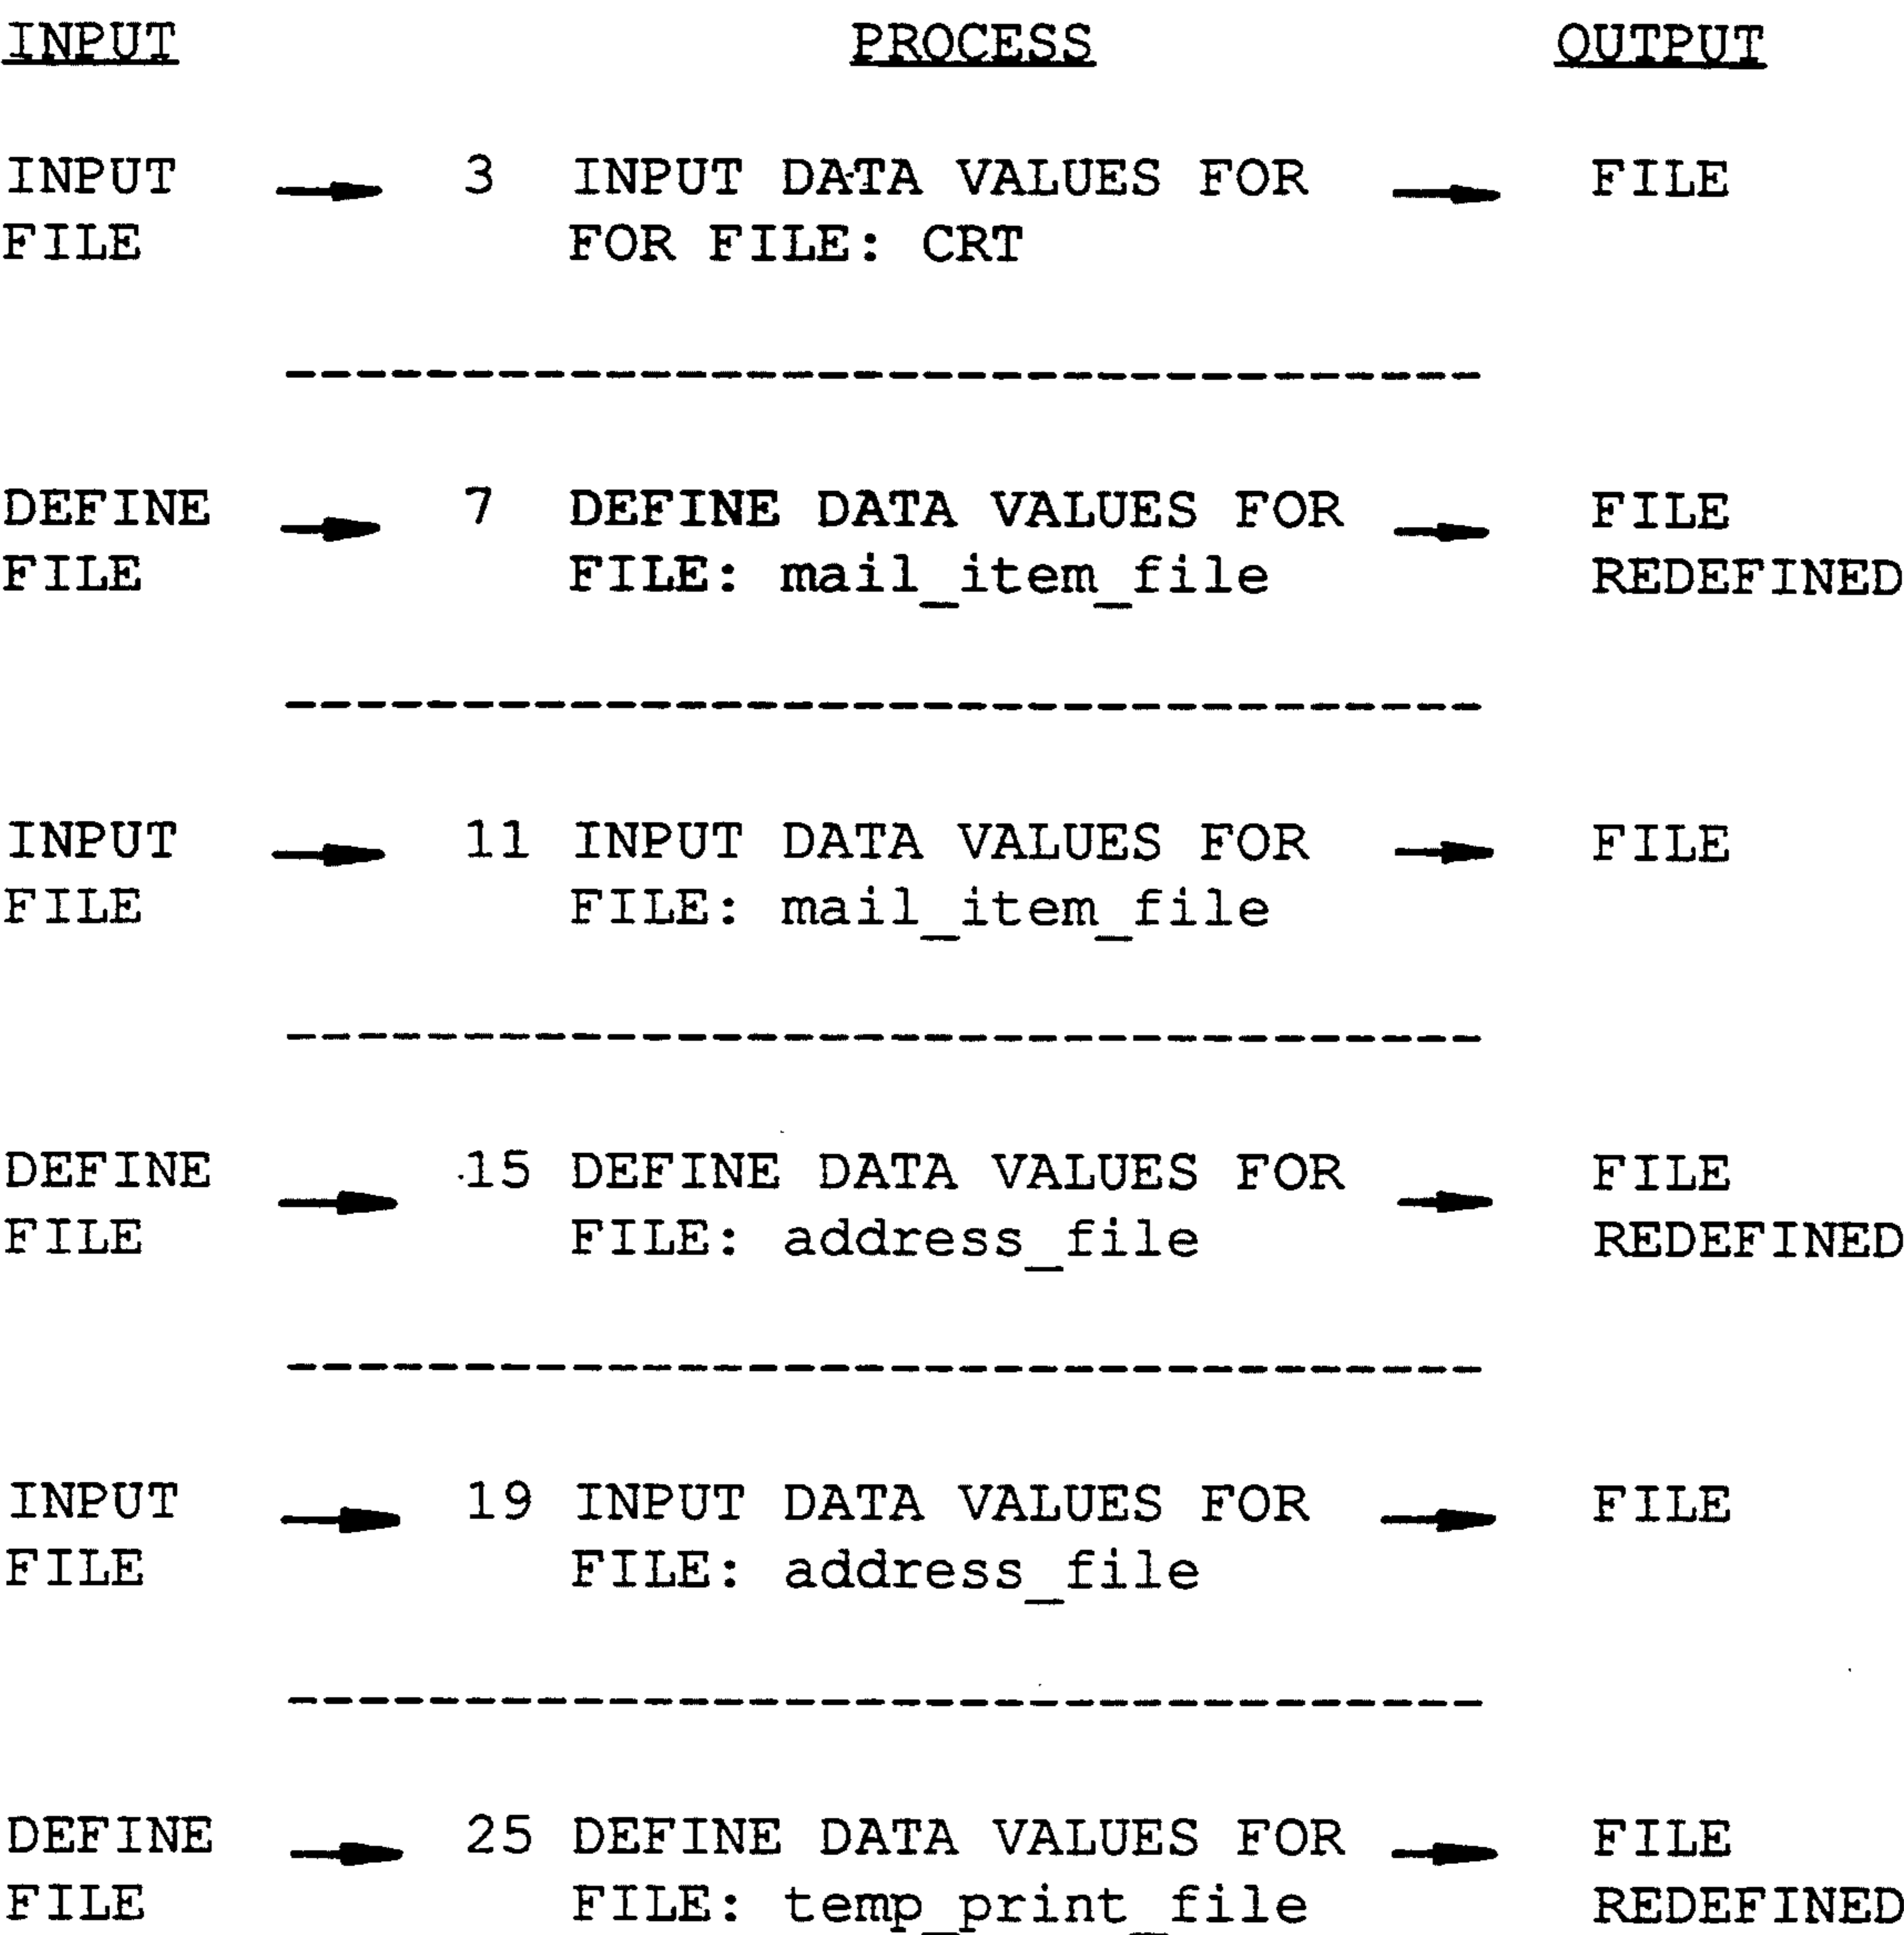 INPUT PROCESS OUTPUT
INPUT 3 INPUT DATA VALUES FOR FILE
FILE FOR FILE: CRT
DEFINE 7 DEFINE DATA VALUES FOR FILE
FILE FILE: mail_item_file REDEFINED
INPUT 11 INPUT DATA VALUES FOR FILE
FILE FILE: mail_item_file
DEFINE 15 DEFINE DATA VALUES FOR FILE
FILE FILE: address_file REDEFINED
INPUT 19 INPUT DATA VALUES FOR FILE
FILE FILE: address_file
DEFINE 25 DEFINE DATA VALUES FOR FILE
FILE FILE: temp_print_file REDEFINED